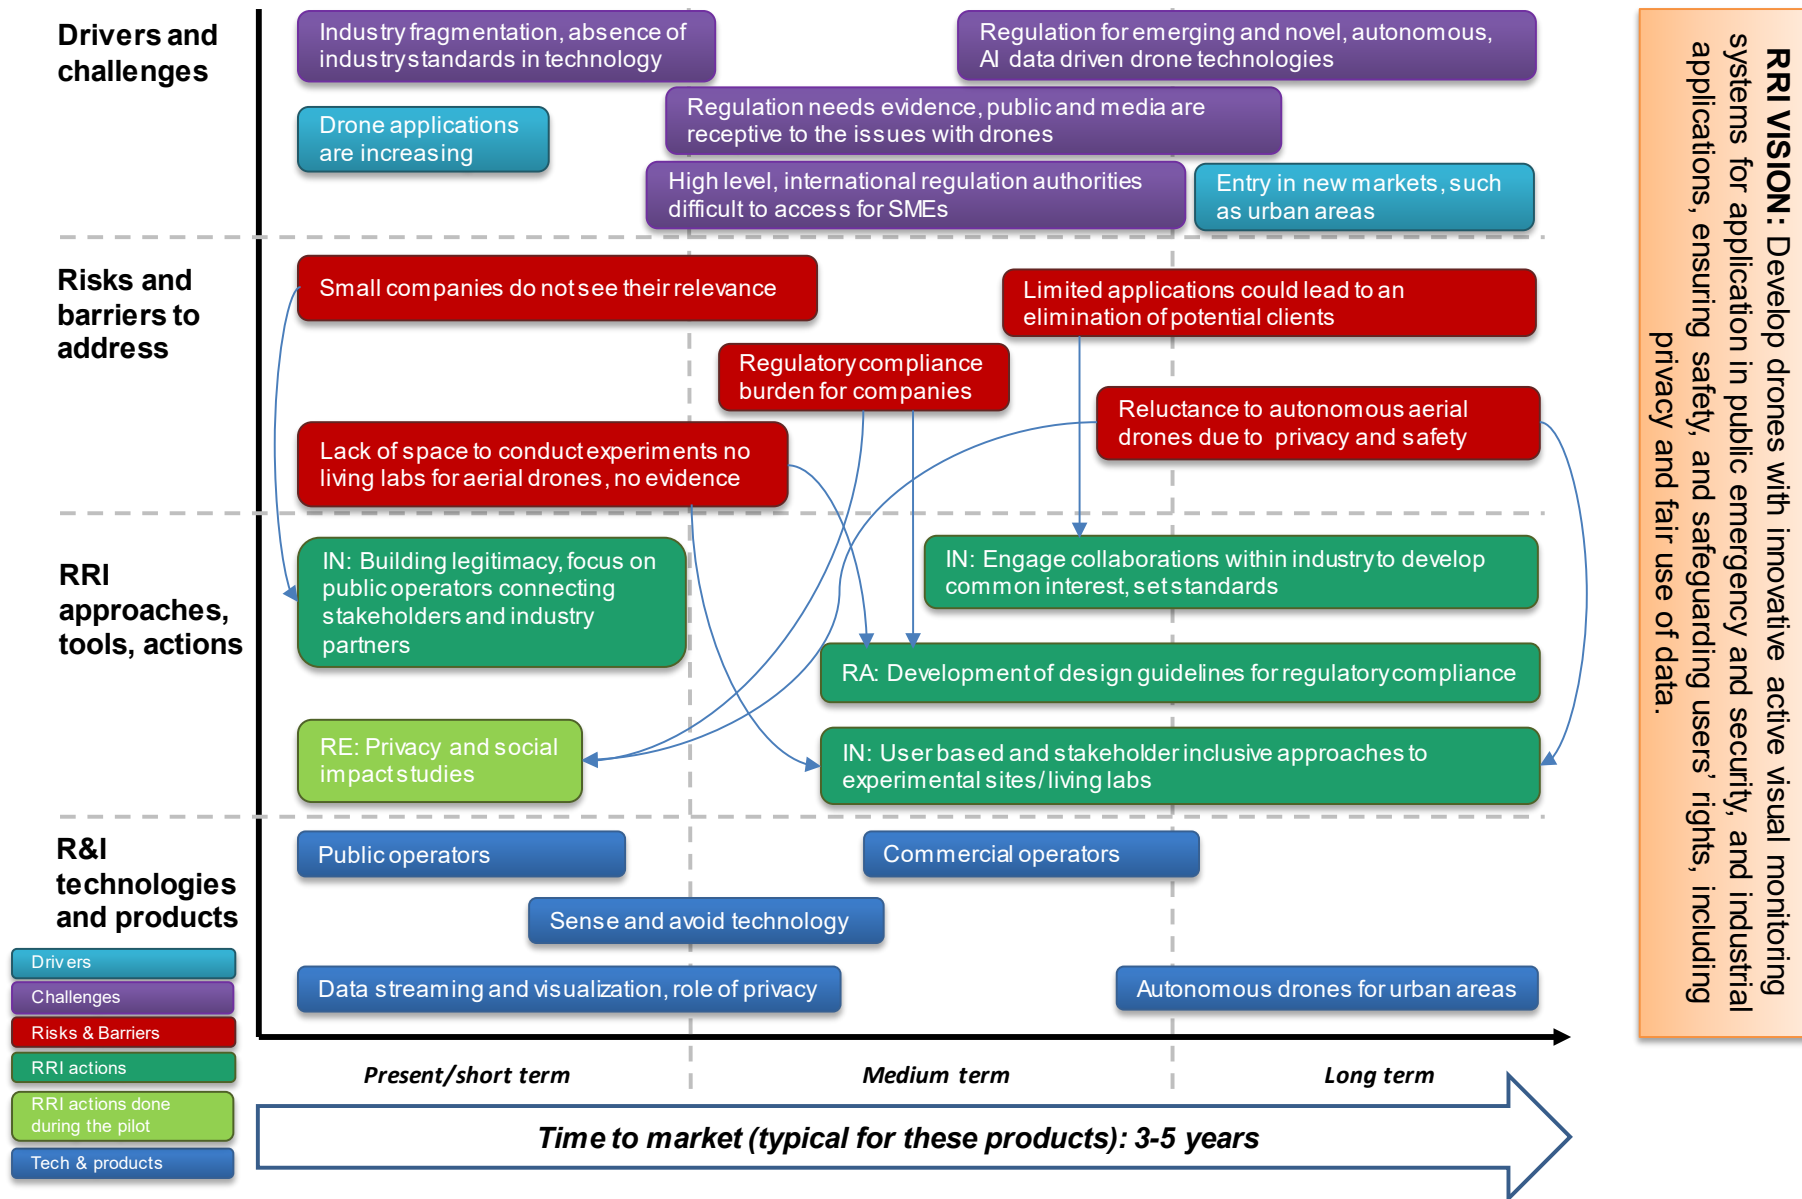 Drivers and
challenges
Industry fragmentation, absence of
industry standards in technology
Regulation for emerging and novel, autonomous,
AI data driven drone technologies
Drone applications
are increasing
Regulation needs evidence, public and media are
receptive to the issues with drones
High level, international regulation authorities
difficult to access for SMEs
Entry in new markets, such
as urban areas
Risks and
barriers to
address
Small companies do not see their relevance
Limited applications could lead to an
elimination of potential clients
Regulatory compliance
burden for companies
Reluctance to autonomous aerial
drones due to privacy and safety
Lack of space to conduct experiments no
living labs for aerial drones, no evidence
RRI
approaches,
tools, actions
IN: Building legitimacy, focus on
public operators connecting
stakeholders and industry
partners
IN: Engage collaborations within industry to develop
common interest, set standards
RA: Development of design guidelines for regulatory compliance
RE: Privacy and social
impact studies
IN: User based and stakeholder inclusive approaches to
experimental sites/ living labs
R&I
technologies
and products
Public operators
Commercial operators
Sense and avoid technology
Data streaming and visualization, role of privacy
Autonomous drones for urban areas
Drivers
Challenges
Risks & Barriers
RRI actions
RRI actions done
during the pilot
Tech & products
Present/short term
Medium term
Long term
Time to market (typical for these products): 3-5 years
RRI VISION: Develop drones with innovative active visual monitoring
systems for application in public emergency and security, and industrial
applications, ensuring safety, and safeguarding users’ rights, including
privacy and fair use of data.